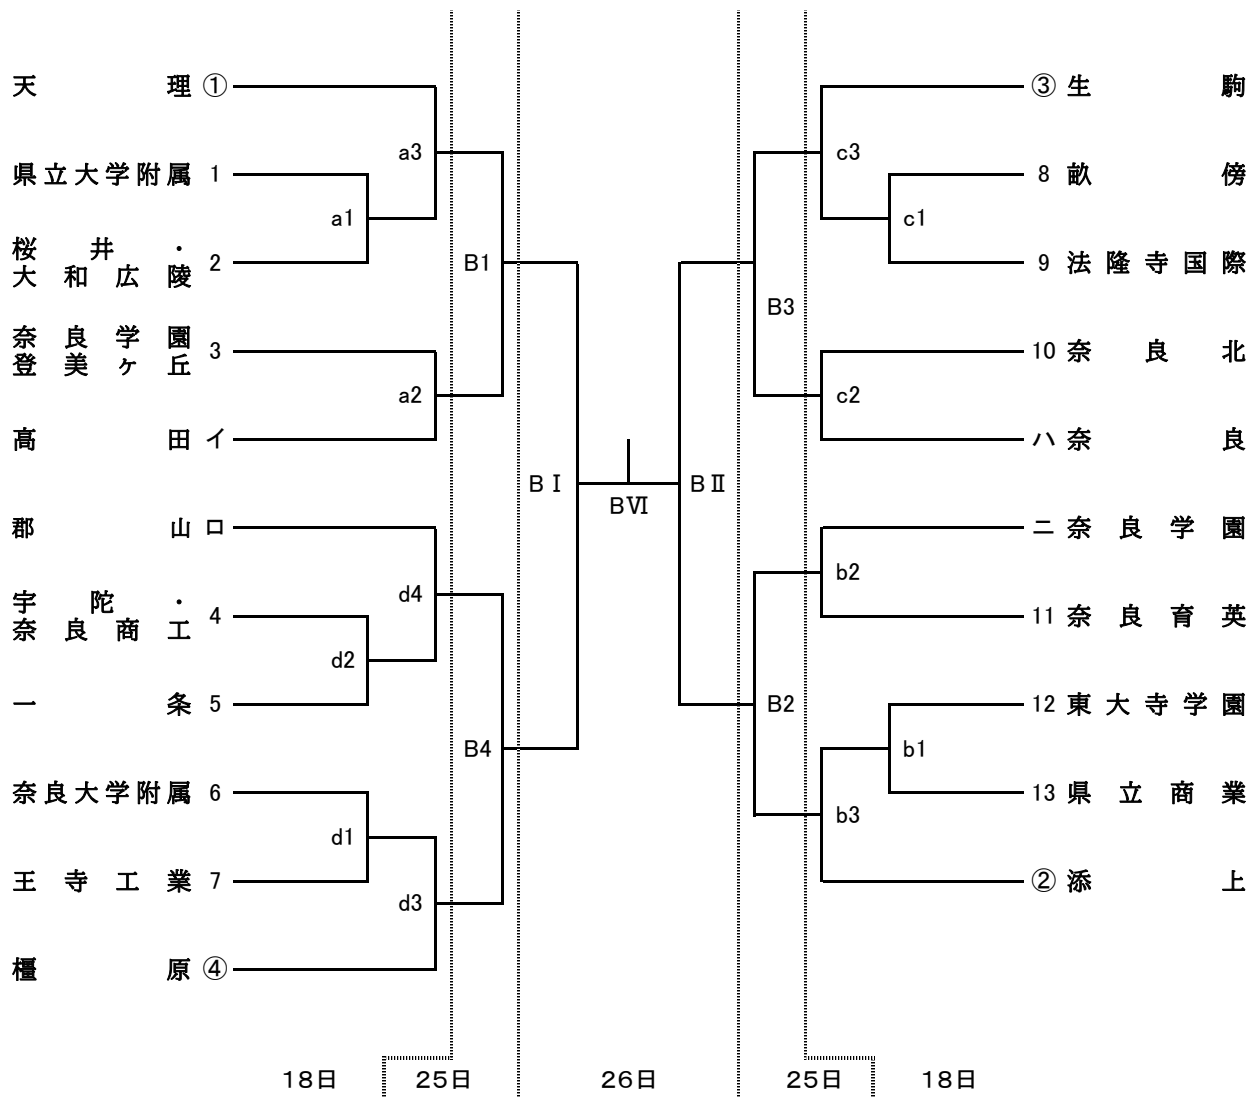 天理 ①
県立大学附属 1
桜井・
大和広陵 2
奈良学園
登美ヶ丘 3
高田 イ
郡山 ロ
宇陀・
奈良商工 4
一条 5
奈良大学附属 6
王寺工業 7
橿原 ④
a3
a1
B1
a2
BⅠ
d4
d2
B4
d1
d3
BⅥ
③ 生駒
8 畝傍
9 法隆寺国際
10 奈良北
ハ 奈良
ニ 奈良学園
11 奈良育英
12 東大寺学園
13 県立商業
② 添上
c3
c1
B3
c2
BⅡ
b2
B2
b1
b3
18日 25日 26日 25日 18日